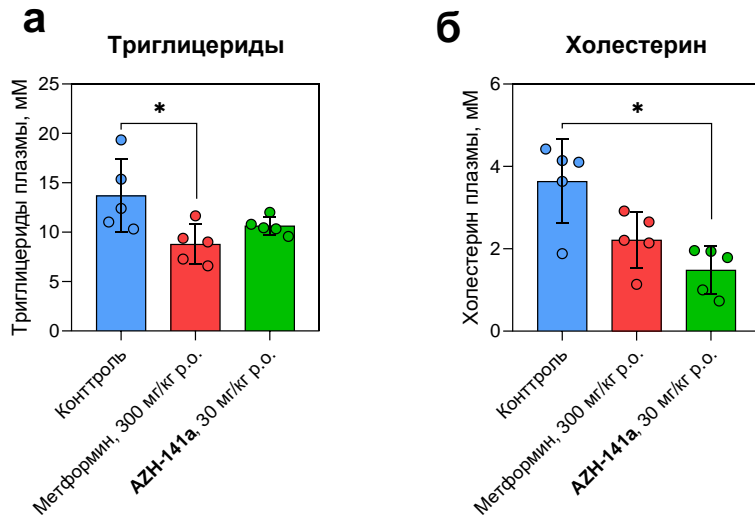 а
Триглицериды
Триглицериды плазмы, мМ
25
20
15
10
5
0
*
Конттроль
Метформин, 300 мг/кг p.o.
AZH-141a, 30 мг/кг p.o.
б
Холестерин
Холестерин плазмы, мМ
6
4
2
0
*
Конттроль
Метформин, 300 мг/кг p.o.
AZH-141a, 30 мг/кг p.o.